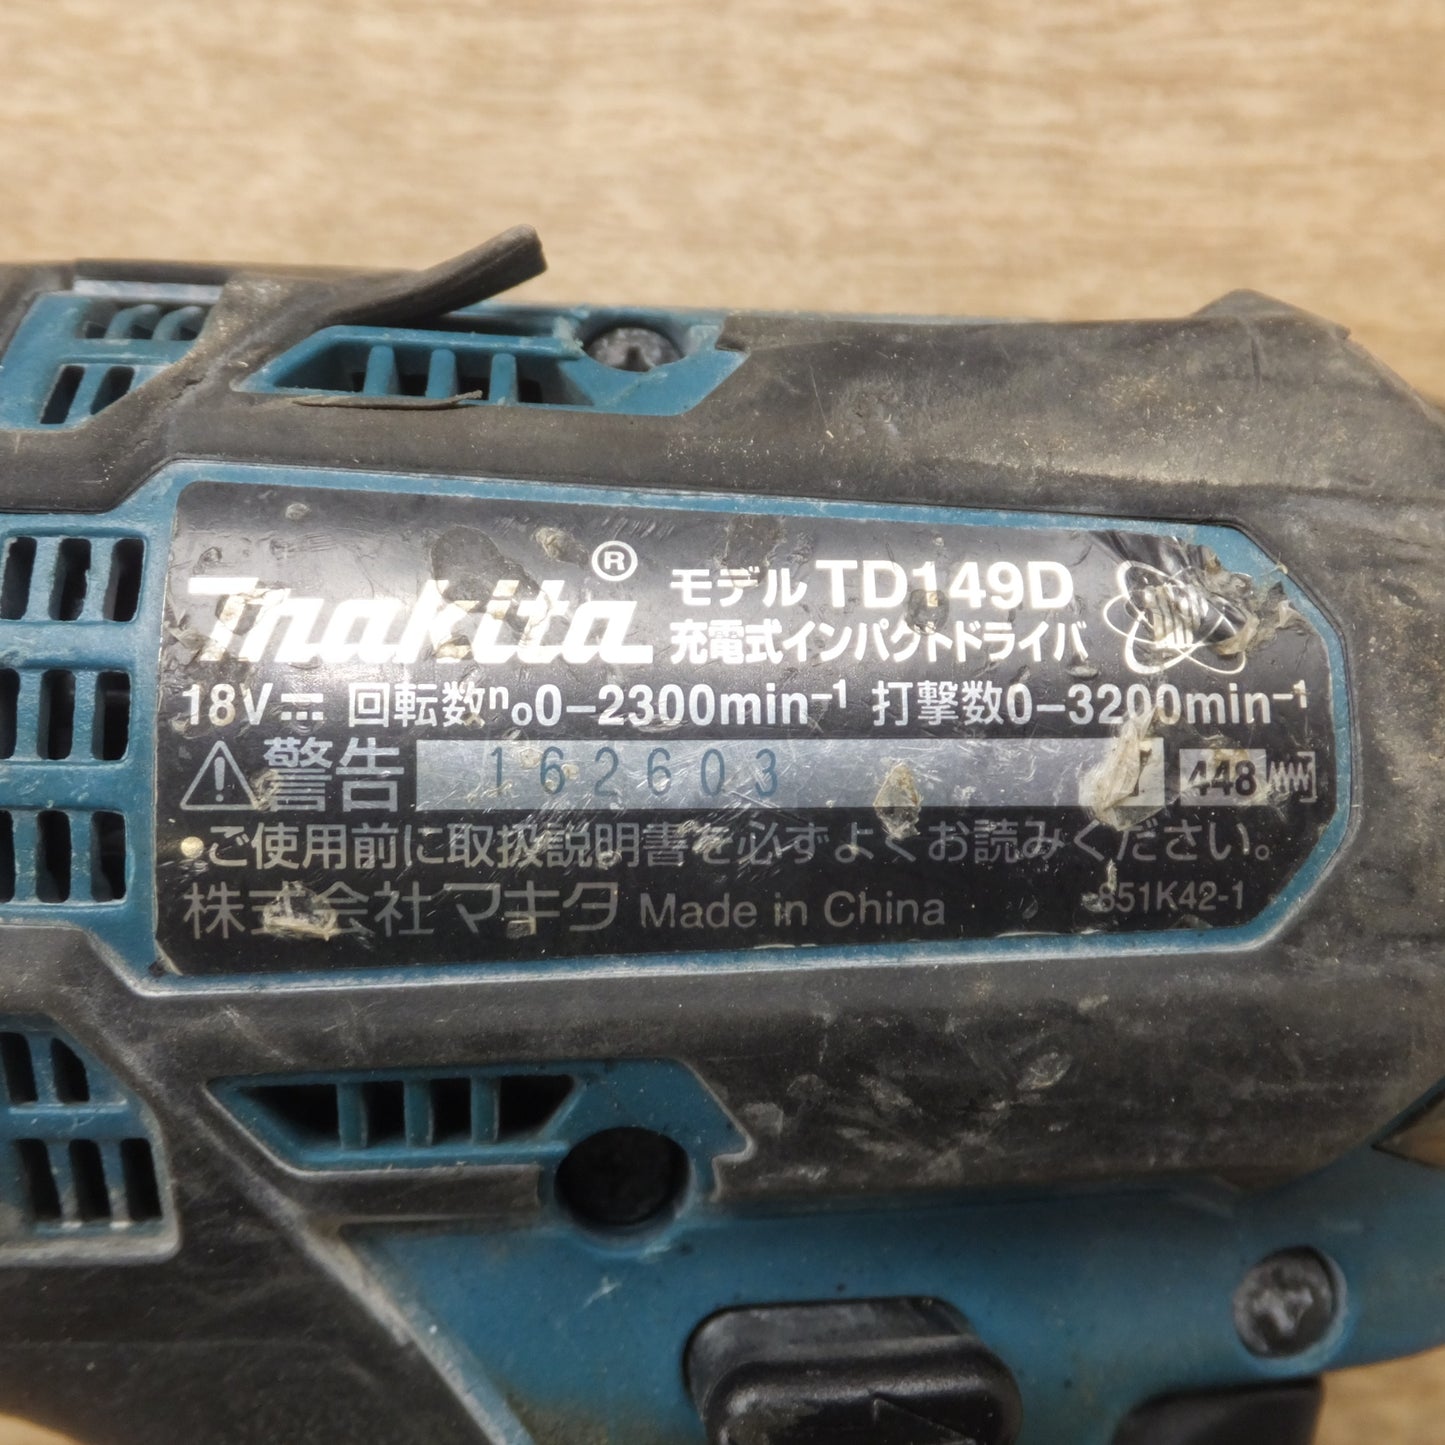 Makita®
モデル TD149D
充電式インパクトドライバ
18V⎓ 回転数n₀0-2300min⁻¹ 打撃数0-3200min⁻¹
⚠警告 162603 448
•ご使用前に取扱説明書を必ずよくお読みください。
株式会社マキタ Made in China 851K42-1